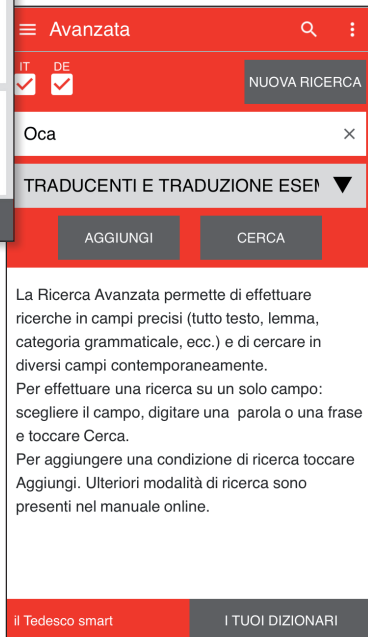 Avanzata
IT DE
NUOVA RICERCA
Oca
TRADUCENTI E TRADUZIONE
AGGIUNGI CERCA
La Ricerca Avanzata permette di effettuare
ricerche in campi precisi (tutto testo, lemma,
categoria grammaticale, ecc.) e di cercare in
diversi campi contemporaneamente.
Per effettuare una ricerca su un solo campo:
scegliere il campo, digitare una parola o una frase
e toccare Cerca.
Per aggiungere una condizione di ricerca toccare
Aggiungi. Ulteriori modalità di ricerca sono
presenti nel manuale online.
il Tedesco smart I TUOI DIZIONARI